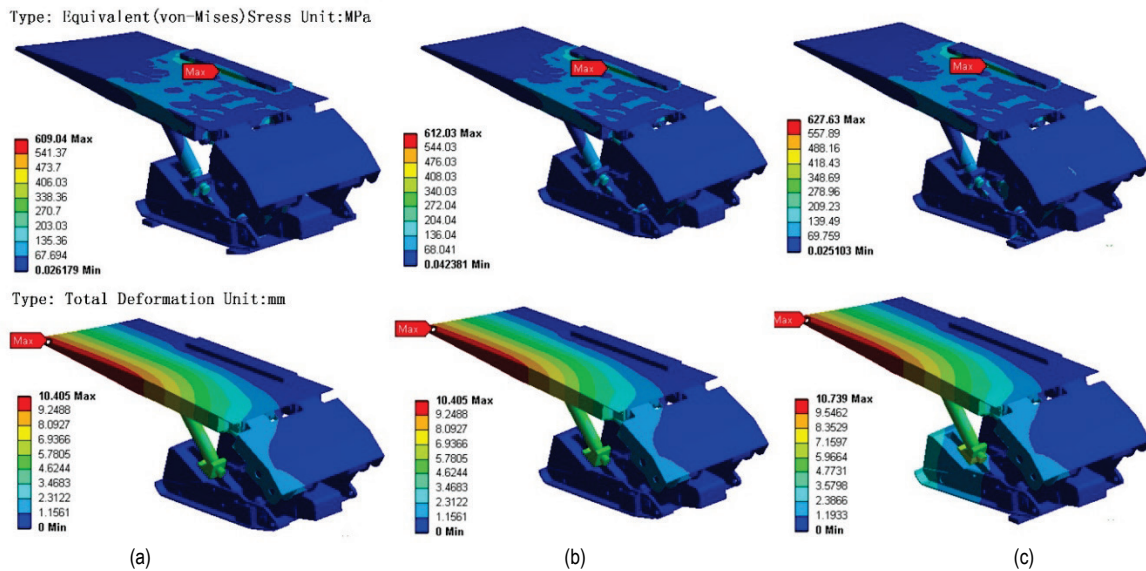 Type: Equivalent(von-Mises)Sress Unit:MPa
Max
609.04 Max
541.37
473.7
406.03
338.36
270.7
203.03
135.36
67.694
0.026179 Min
Max
612.03 Max
544.03
476.03
408.03
340.03
272.04
204.04
136.04
68.041
0.042381 Min
Max
627.63 Max
557.89
488.16
418.43
348.69
278.96
209.23
139.49
69.759
0.025103 Min
Type: Total Deformation Unit:mm
Max
10.405 Max
9.2488
8.0927
6.9366
5.7805
4.6244
3.4683
2.3122
1.1561
0 Min
Max
10.405 Max
9.2488
8.0927
6.9366
5.7805
4.6244
3.4683
2.3122
1.1561
0 Min
Max
10.739 Max
9.5462
8.3529
7.1597
5.9664
4.7731
3.5798
2.3866
1.1933
0 Min
(a)
(b)
(c)